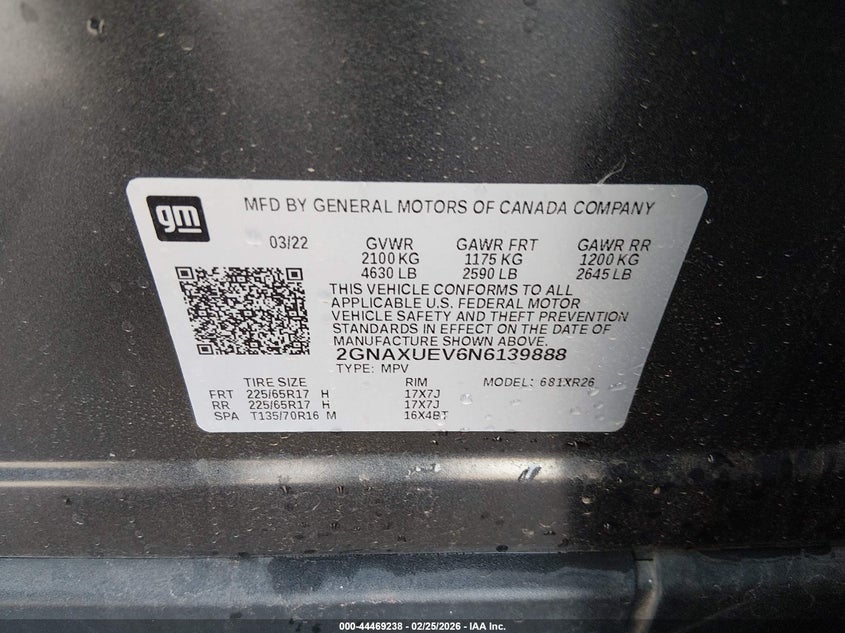 gm
MFD BY GENERAL MOTORS OF CANADA COMPANY
03/22 GVWR GAWR FRT GAWR RR
2100 KG 1175 KG 1200 KG
4630 LB 2590 LB 2645 LB
THIS VEHICLE CONFORMS TO ALL
APPLICABLE U.S. FEDERAL MOTOR
VEHICLE SAFETY AND THEFT PREVENTION
STANDARDS IN EFFECT ON THE DATE OF
MANUFACTURE SHOWN ABOVE.
2GNAXUEV6N6139888
TYPE: MPV MODEL: 681XR26
TIRE SIZE RIM
FRT 225/65R17 H 17X7J
RR 225/65R17 H 17X7J
SPA T135/70R16 M 16X4BT
000-44469238 - 02/25/2026 - IAA Inc.